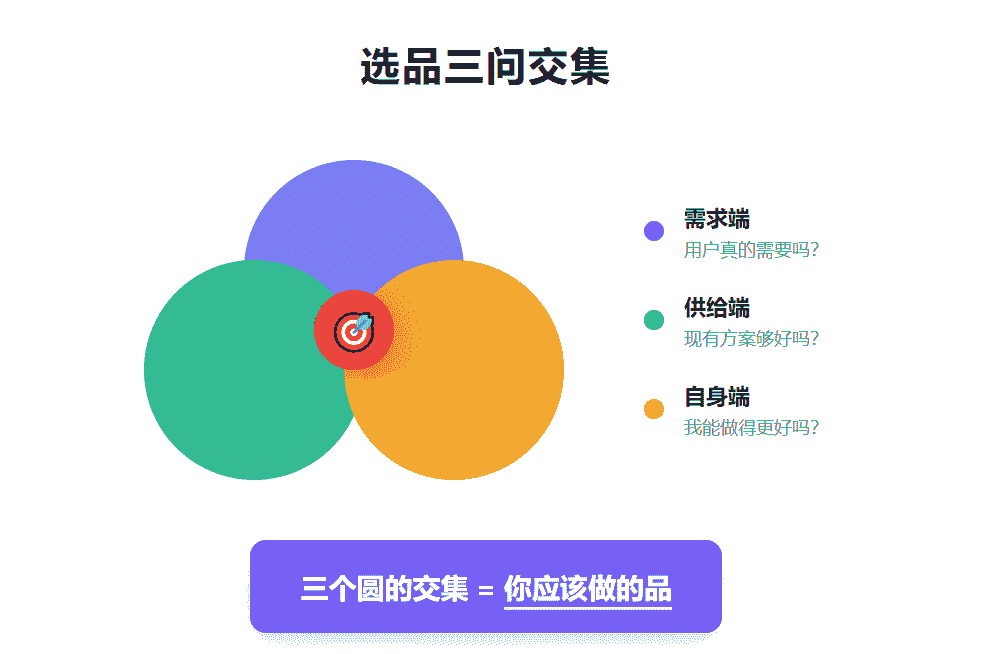 选品三问交集
需求端
用户真的需要吗？
供给端
现有方案够好吗？
自身端
我能做得更好吗？
三个圆的交集 = 你应该做的品